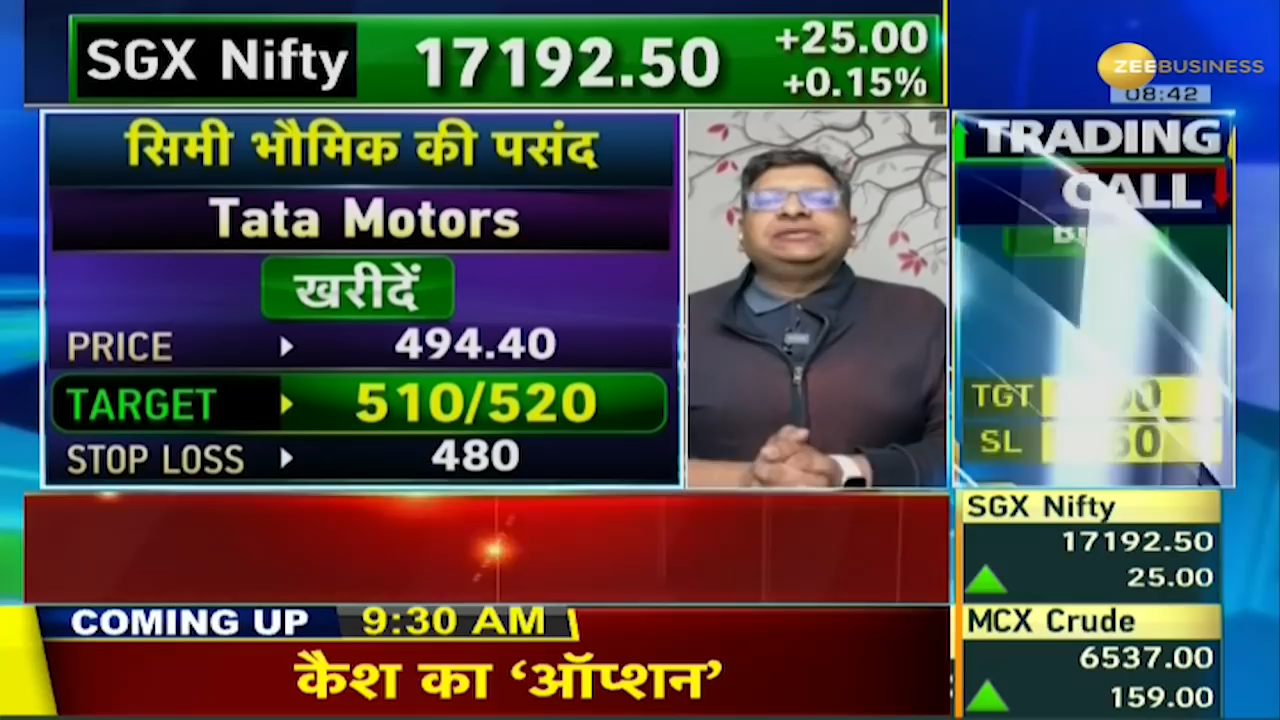 SGX Nifty 17192.50 +25.00
+0.15%
ZEEBUSINESS
08:42
सिमी भौमिक की पसंद
Tata Motors
खरीदें
PRICE 494.40
TARGET 510/520
STOP LOSS 480
TRADING
CALL
TGT
SL
SGX Nifty
17192.50
25.00
MCX Crude
6537.00
159.00
COMING UP 9:30 AM
कैश का ‘ऑप्शन’